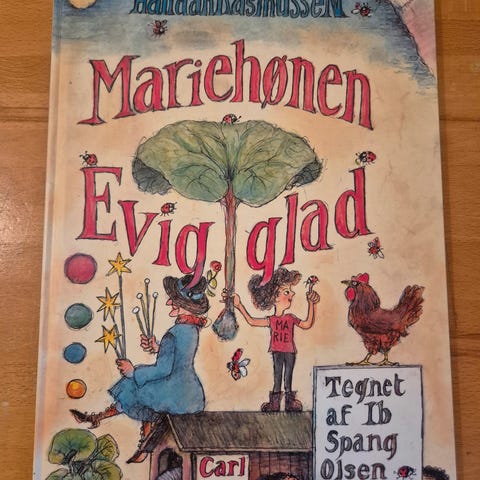 Halfdan Rasmussen
Mariehønen
Evig glad
MA
RIE
Tegnet
af Ib
Spang
Olsen
Carl